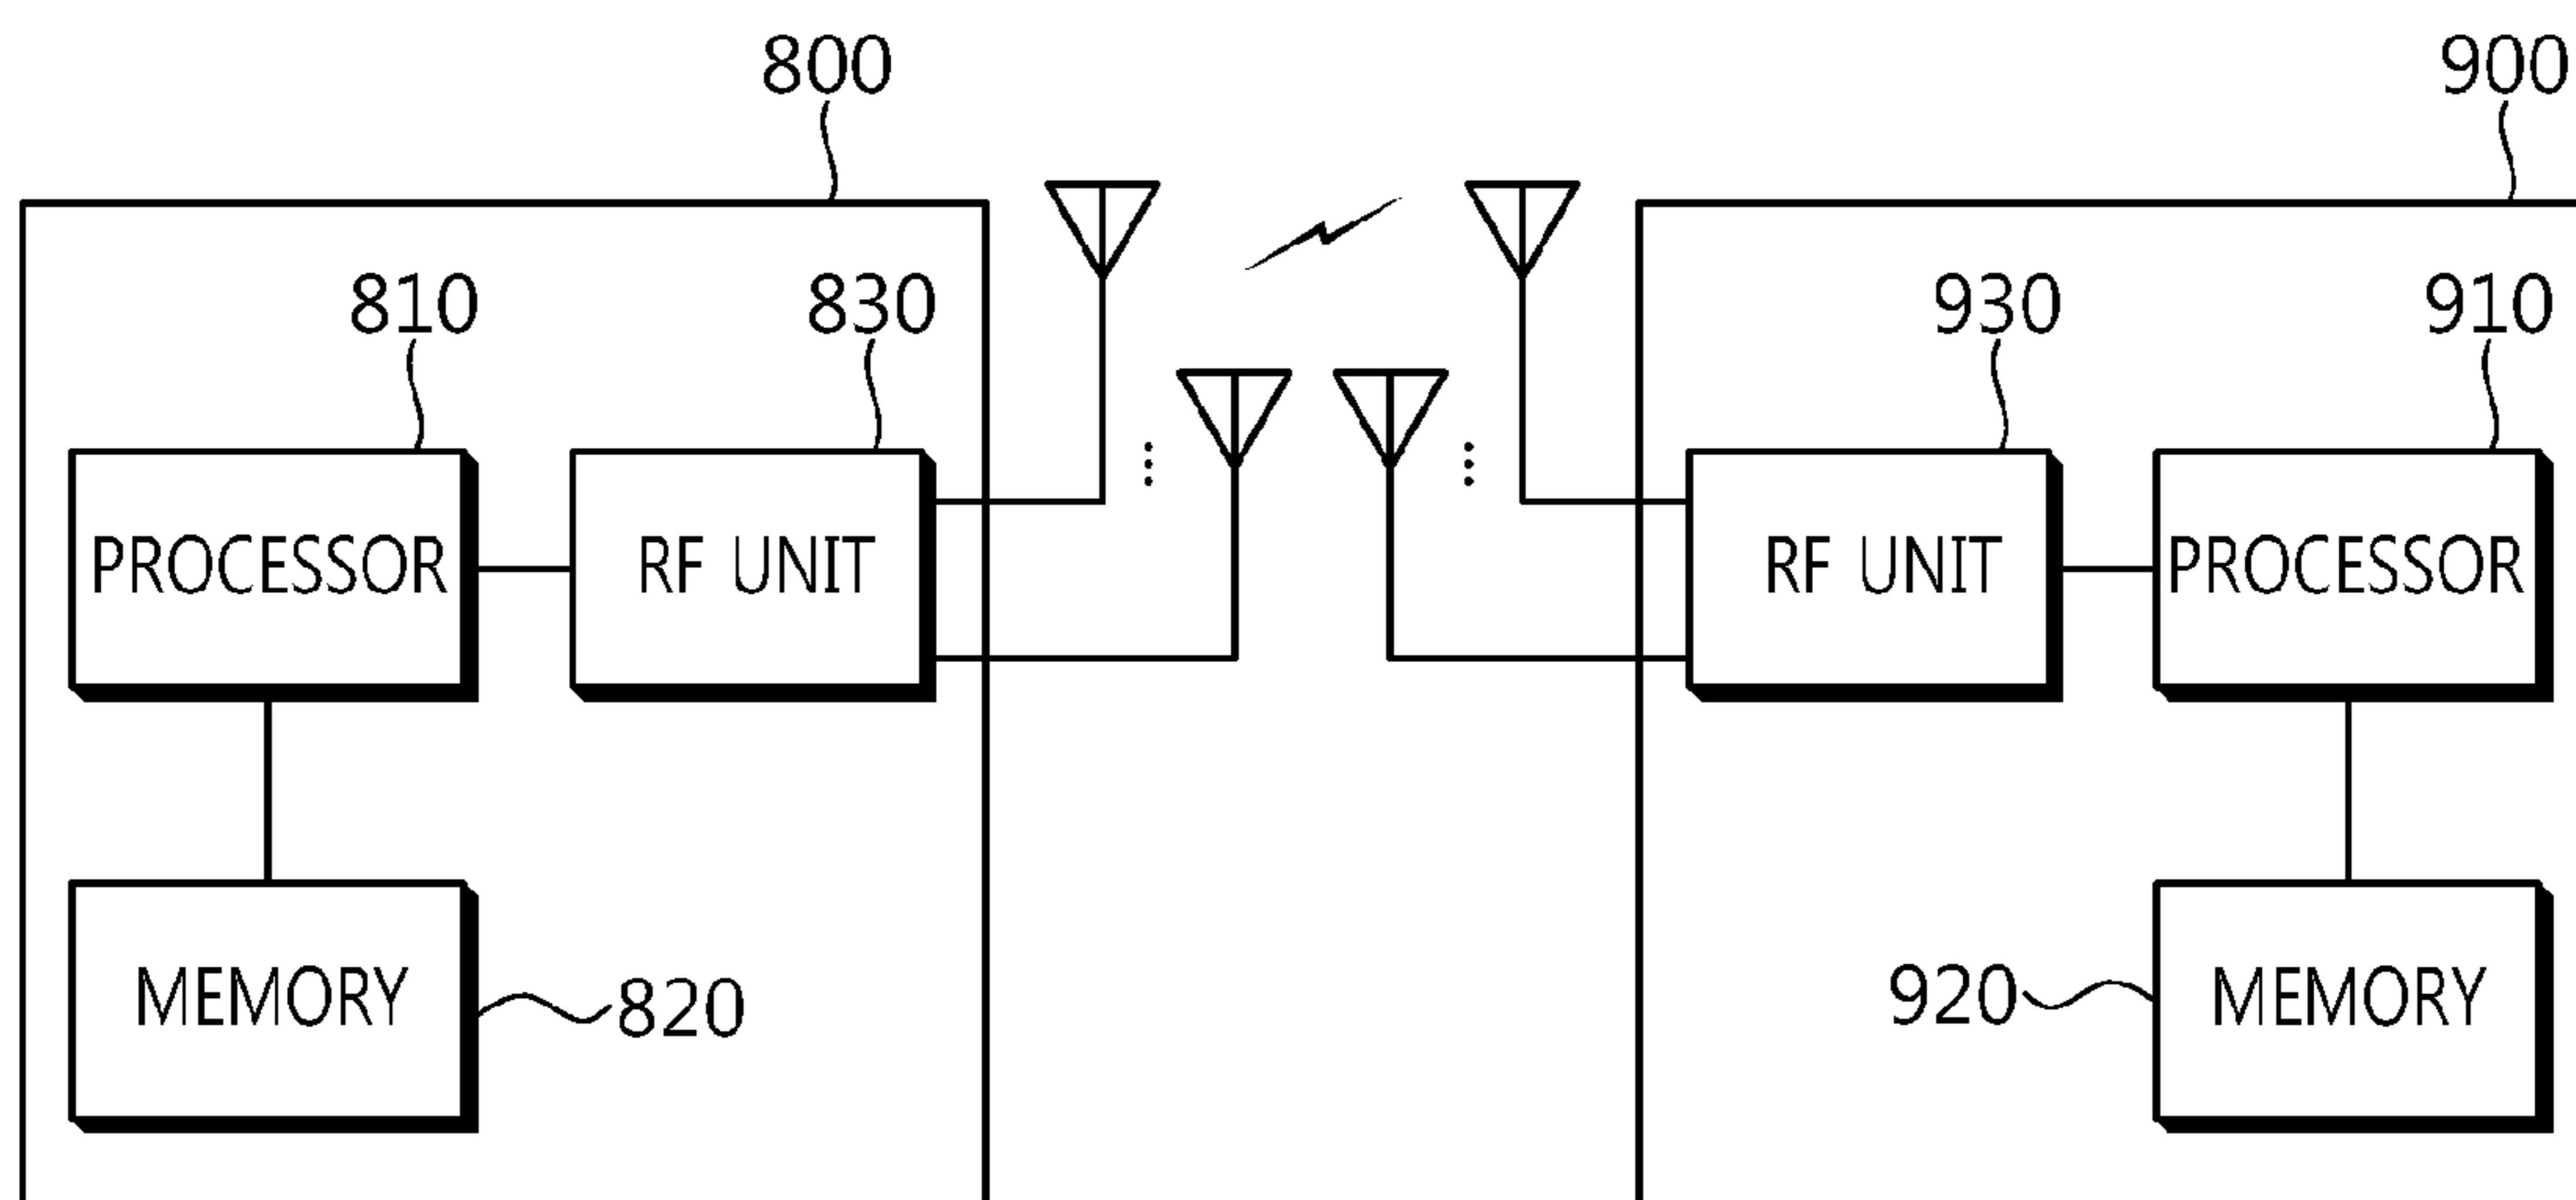 800
900
810
830
930
910
PROCESSOR
RF UNIT
RF UNIT
PROCESSOR
MEMORY
820
920
MEMORY